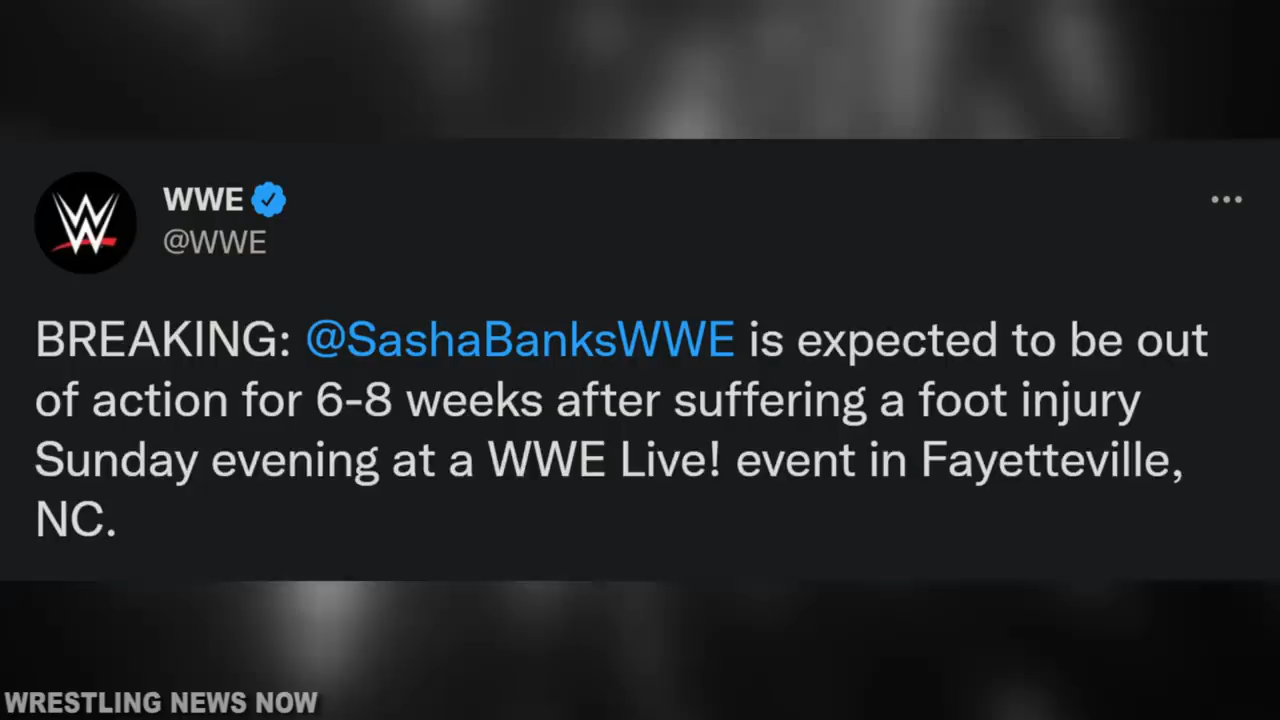 WWE
@WWE
BREAKING: @SashaBanksWWE is expected to be out
of action for 6-8 weeks after suffering a foot injury
Sunday evening at a WWE Live! event in Fayetteville,
NC.
WRESTLING NEWS NOW